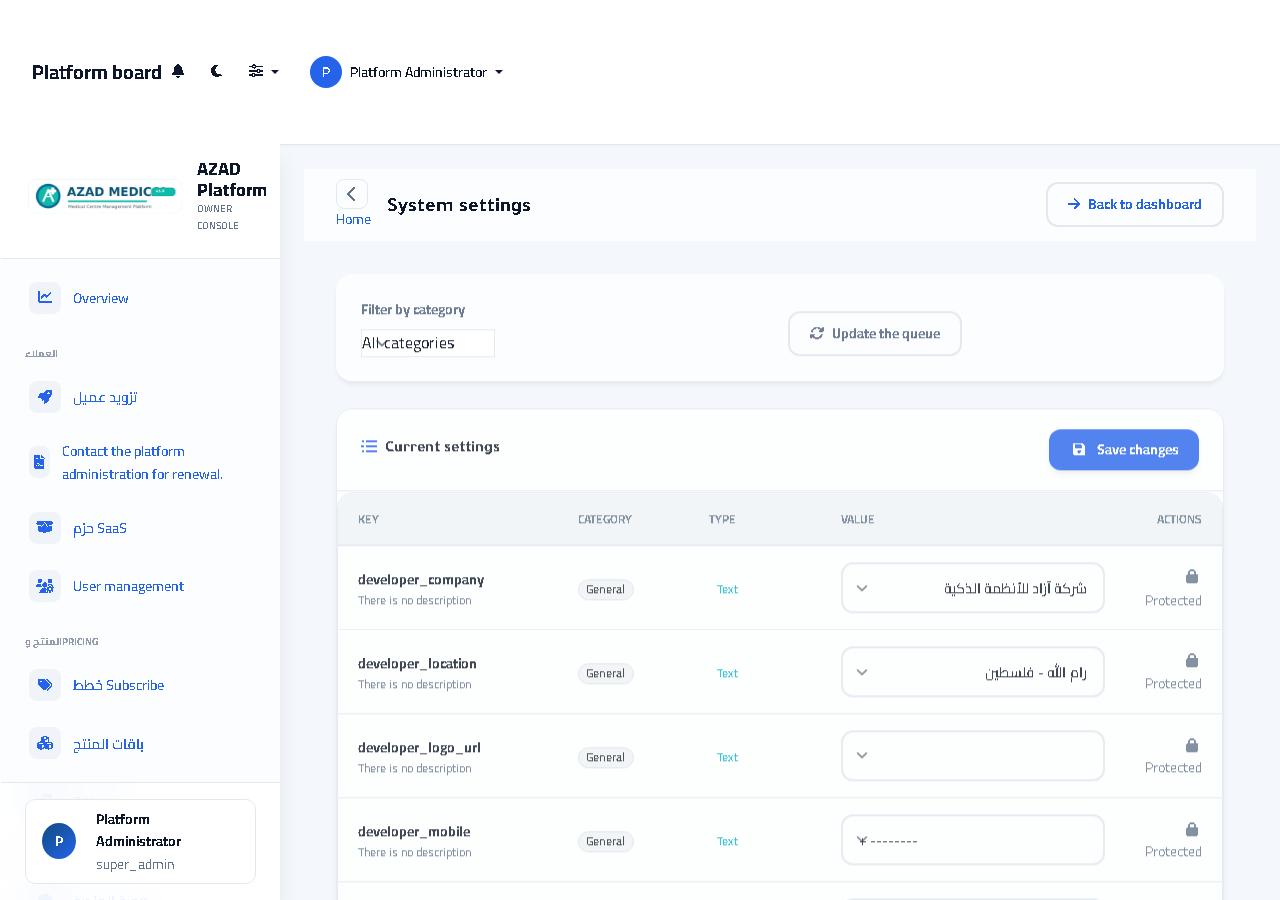 Platform board
P
Platform Administrator
AZAD MEDIC
Medical Centre Management Platform
AZAD
Platform
OWNER
CONSOLE
Home
System settings
Back to dashboard
Overview
العملاء
تزويد عميل
Contact the platform
administration for renewal.
حزم SaaS
User management
المنتج وPRICING
خطط Subscribe
باقات المنتج
P
Platform
Administrator
super_admin
Filter by category
All categories
Update the queue
Current settings
Save changes
KEY
CATEGORY
TYPE
VALUE
ACTIONS
developer_company
There is no description
General
Text
شركة آزاد للأنظمة الذكية
Protected
developer_location
There is no description
General
Text
رام الله - فلسطين
Protected
developer_logo_url
There is no description
General
Text
Protected
developer_mobile
There is no description
General
Text
--------
Protected